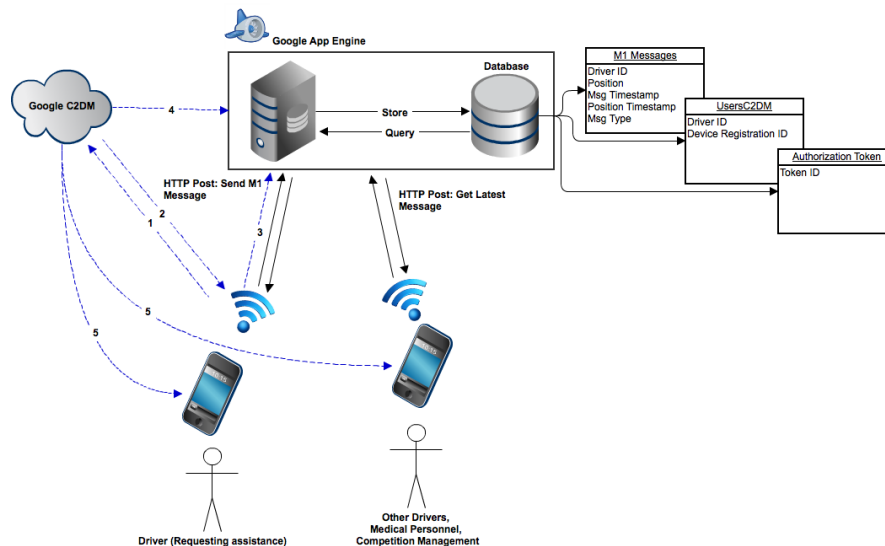 Google App Engine
M1 Messages
Driver ID
Position
Msg Timestamp
Position Timestamp
Msg Type
Database
Google C2DM
4
Store
Query
UsersC2DM
Driver ID
Device Registration ID
Authorization Token
Token ID
HTTP Post: Send M1
Message
HTTP Post: Get Latest
Message
2
1
3
5
5
Driver (Requesting assistance)
Other Drivers,
Medical Personnel,
Competition Management